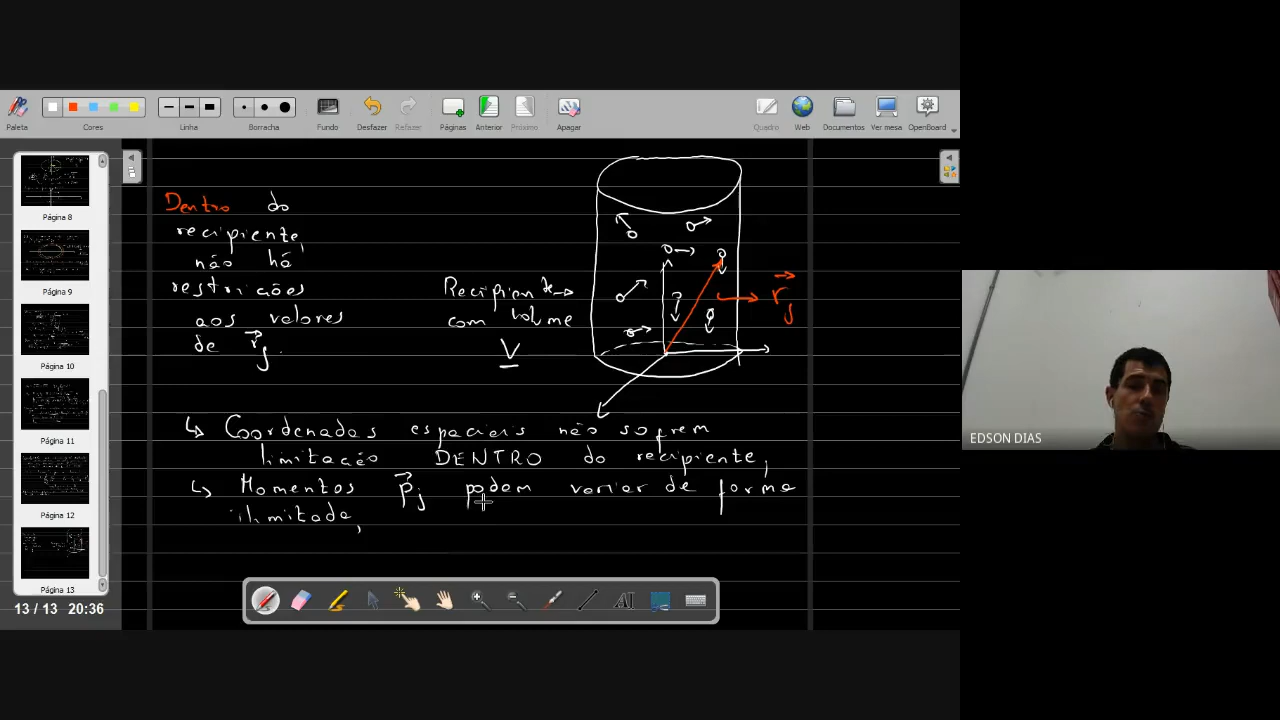 Paleta
Cores
Linha
Borracha
Fundo
Desfazer
Refazer
Páginas
Anterior
Próximo
Apagar
Quadro
Web
Documentos
Ver mesa
OpenBoard
Página 8
Página 9
Página 10
Página 11
Página 12
Página 13
13 / 13 20:36
Dentro do
recipiente,
não há
restrições
aos valores
de r⃗j.
Recipiente
com volume
V
r⃗j
↳ Coordenadas espaciais não sofrem
limitação DENTRO do recipiente,
↳ Momentos p⃗j podem variar de forma
ilimitada,
AI
EDSON DIAS